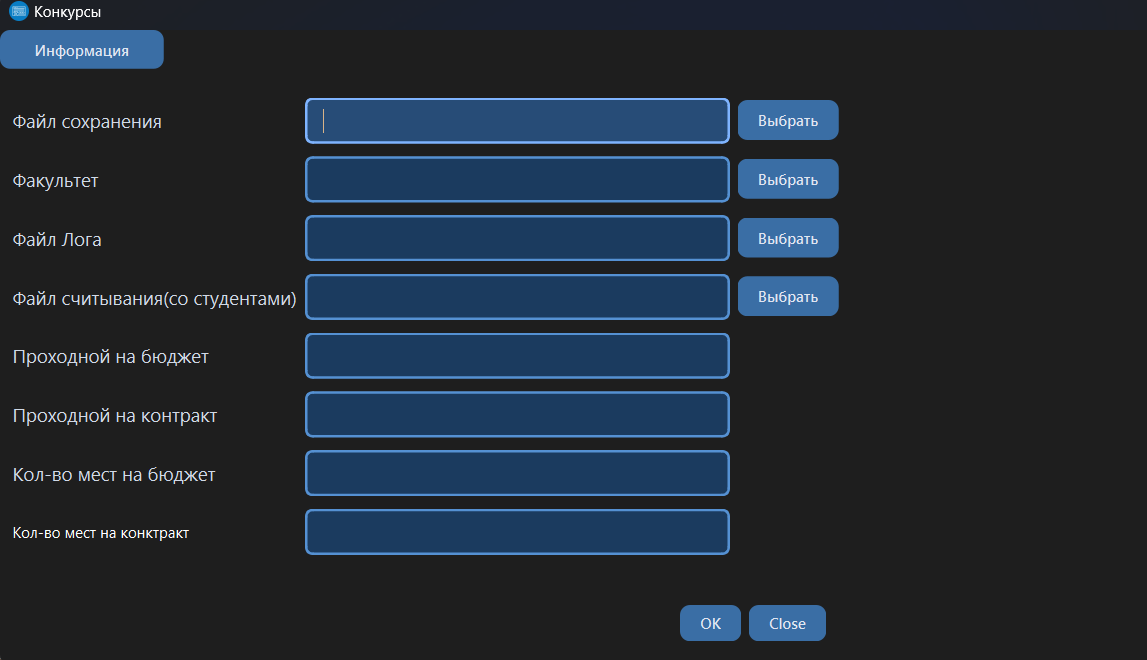 Конкурсы
Информация
Файл сохранения Выбрать
Факультет Выбрать
Файл Лога Выбрать
Файл считывания(со студентами) Выбрать
Проходной на бюджет
Проходной на контракт
Кол-во мест на бюджет
Кол-во мест на конктракт
OK Close